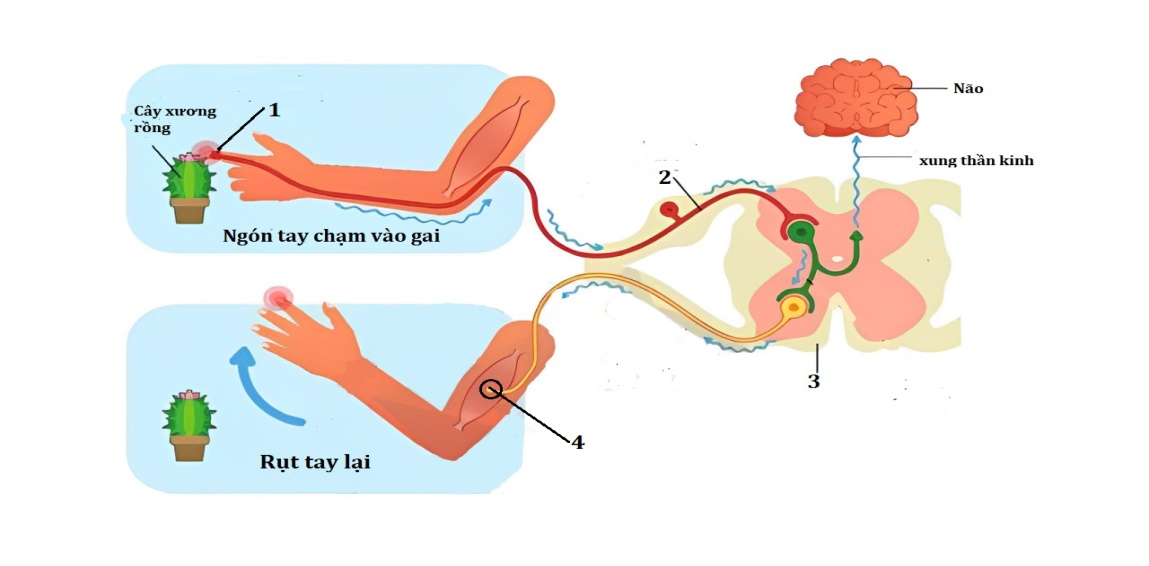 Cây xương
rồng
1
Ngón tay chạm vào gai
2
Não
xung thần kinh
3
4
Rụt tay lại